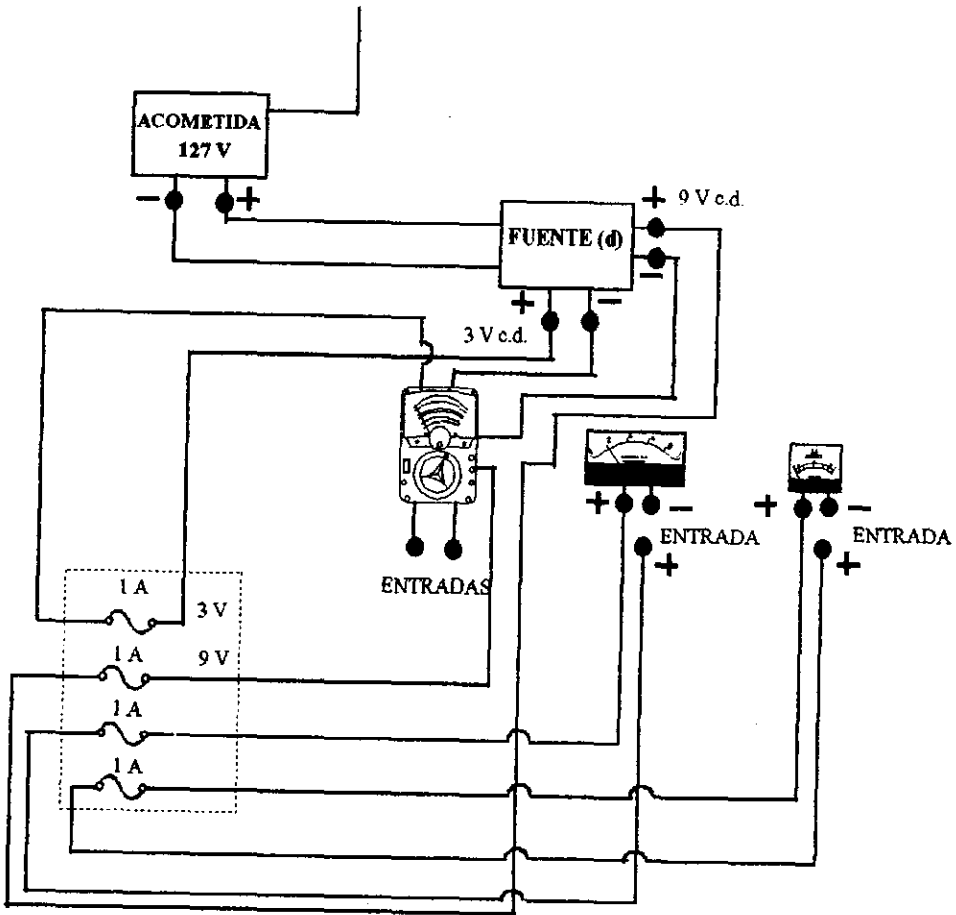 ACOMETIDA
127 V
− +
+ 9 V c.d.
FUENTE (d)
−
+ −
3 V c.d.
+ −
+ −
ENTRADA
ENTRADA
+
+
ENTRADAS
1 A
3 V
1 A
9 V
1 A
1 A